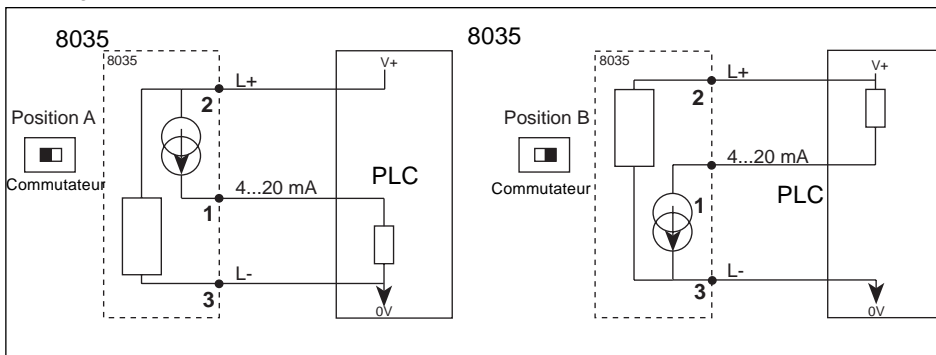 8035
8035
V+
L+
2
Position A
Commutateur
4...20 mA
1
PLC
L-
3
0V
8035
8035
V+
L+
2
Position B
Commutateur
4...20 mA
1
PLC
L-
3
0V